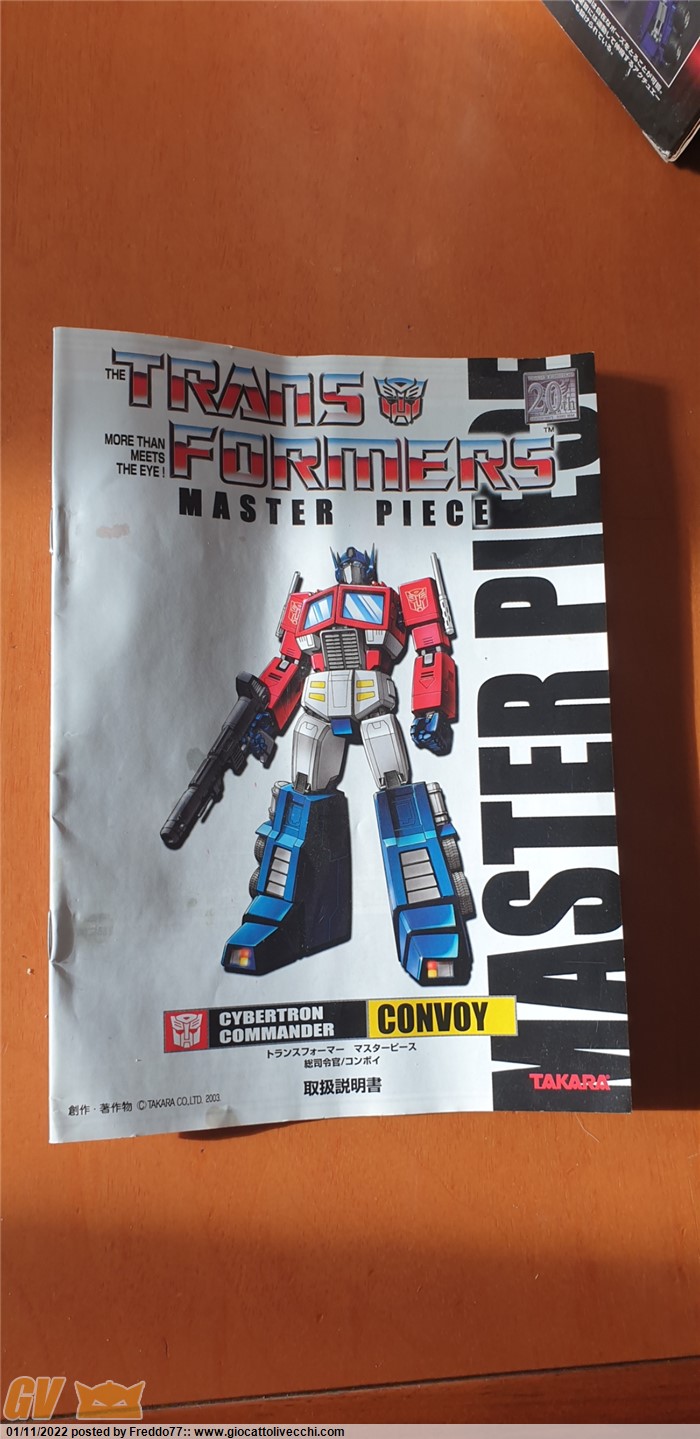 THE TRANS
MORE THAN
MEETS
THE EYE!
FORMERS™
MASTER PIECE
20th
MASTER PIECE
CYBERTRON
COMMANDER
CONVOY
トランスフォーマー マスターピース
総司令官/コンボイ
取扱説明書
創作・著作物 ©TAKARA CO.,LTD. 2003.
TAKARA
GV
01/11/2022 posted by Freddo77:: www.giocattolivecchi.com